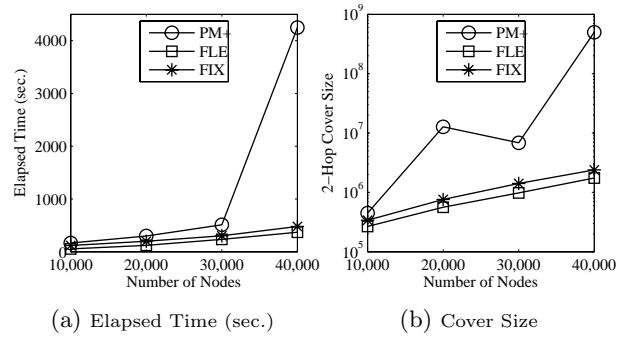 4000
3000
2000
1000
0
10,000 20,000 30,000 40,000
Number of Nodes
Elapsed Time (sec.)
PM+
FLE
FIX
(a) Elapsed Time (sec.)
10^9
10^8
10^7
10^6
10^5
10,000 20,000 30,000 40,000
Number of Nodes
2−Hop Cover Size
PM+
FLE
FIX
(b) Cover Size